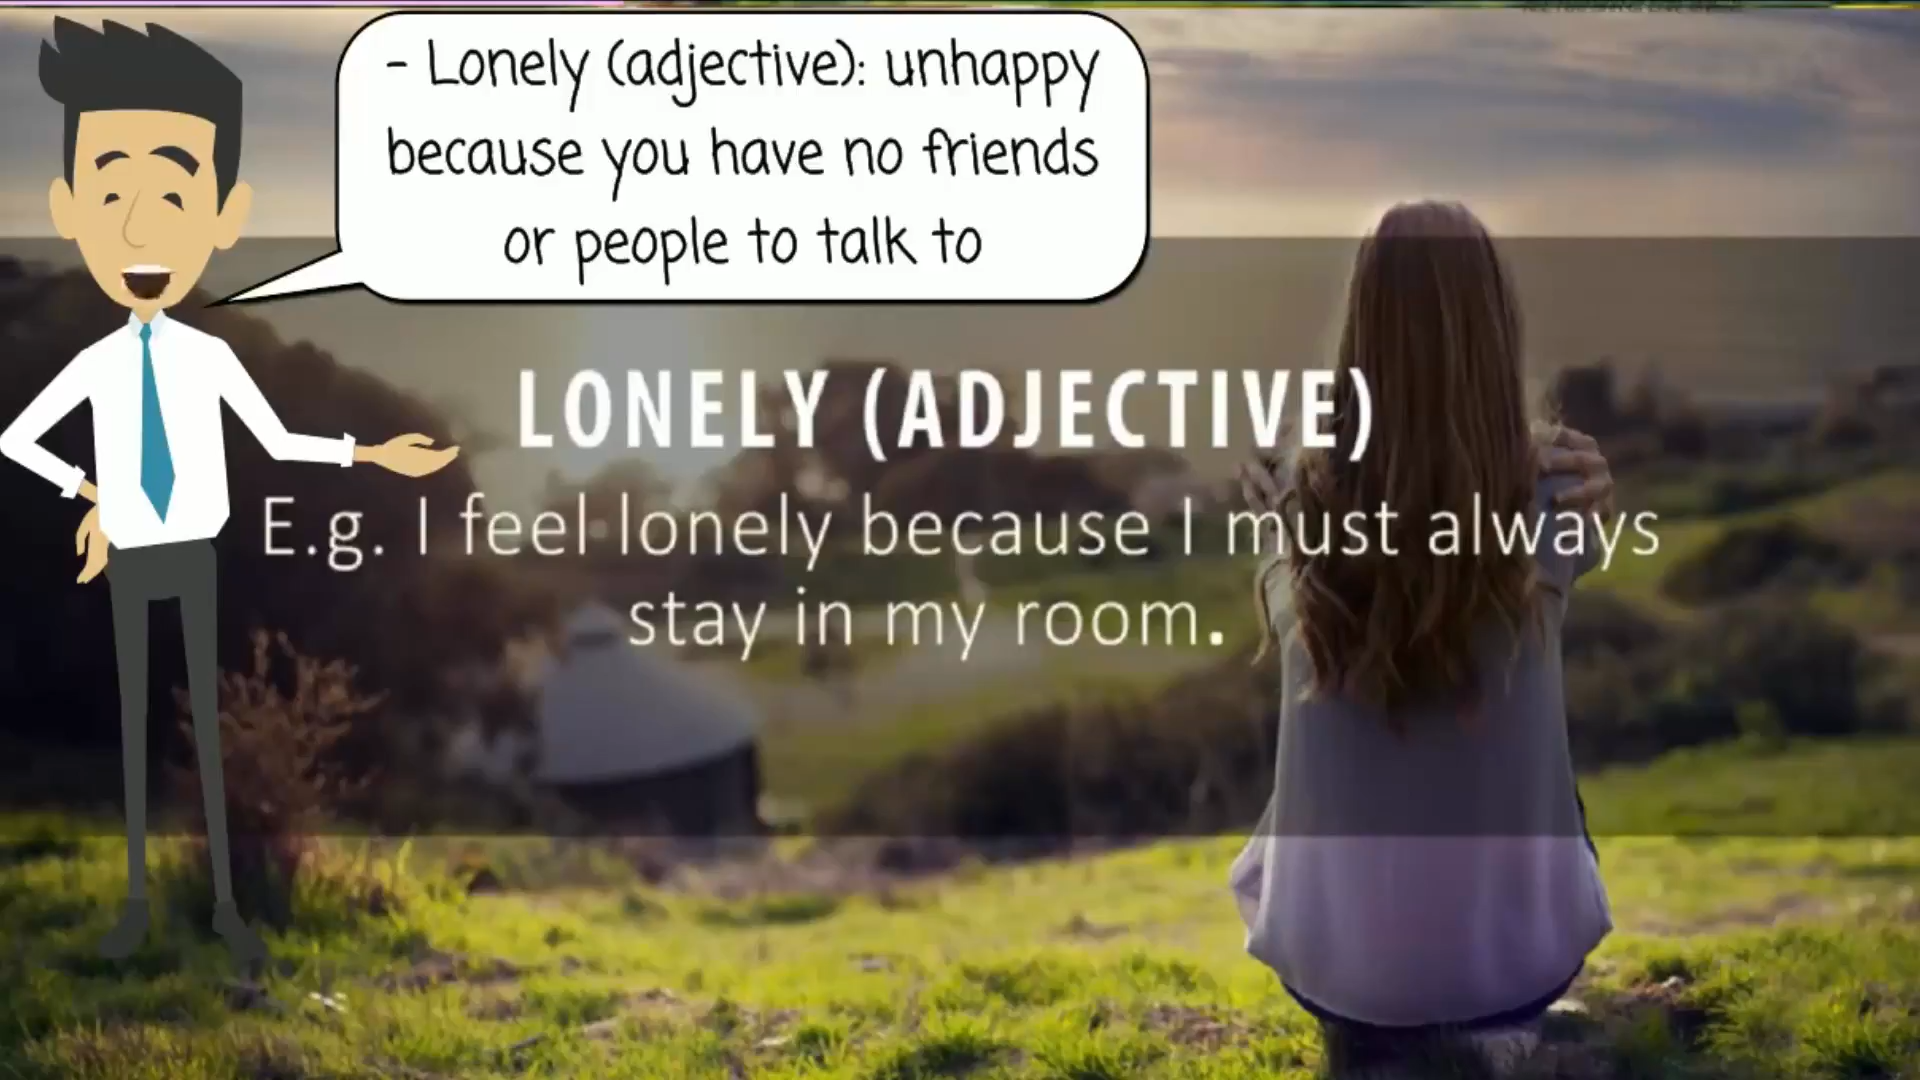 - Lonely (adjective): unhappy
because you have no friends
or people to talk to
LONELY (ADJECTIVE)
E.g. I feel lonely because I must always
stay in my room.